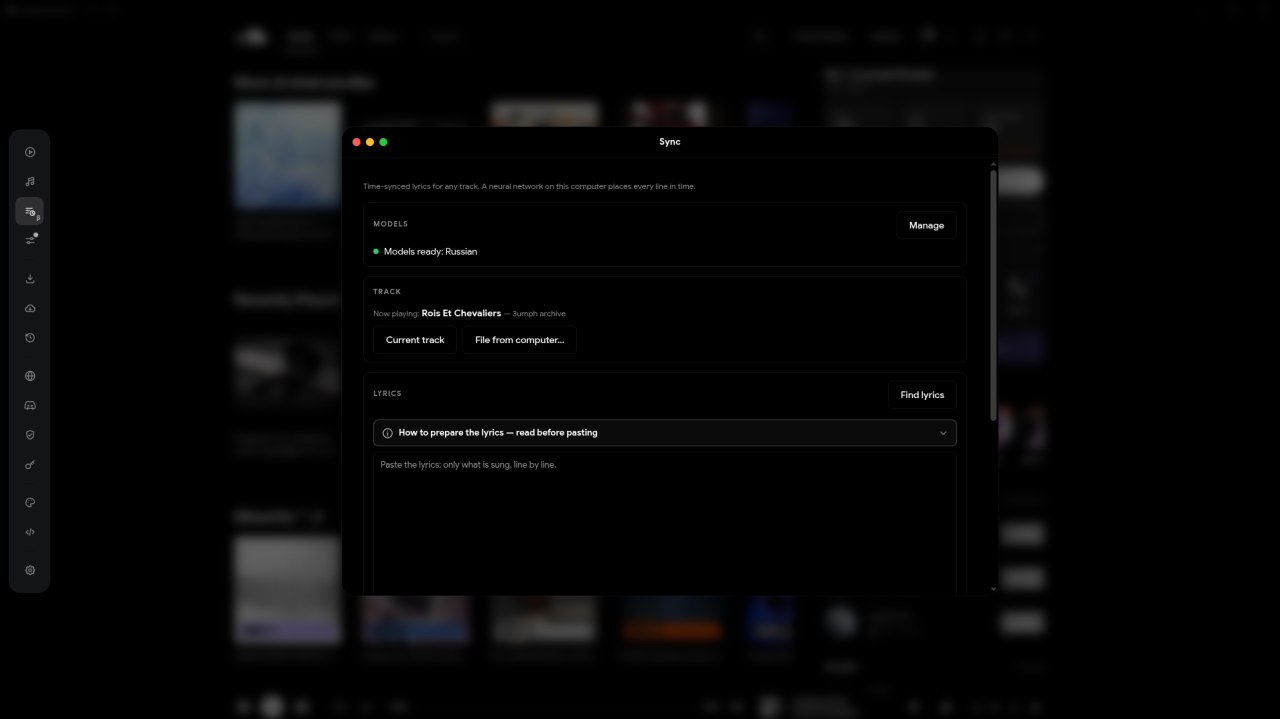 Sync
Time-synced lyrics for any track. A neural network on this computer places every line in time.
MODELS
Manage
Models ready: Russian
TRACK
Now playing: Rois Et Chevaliers — 3umph archive
Current track
File from computer...
LYRICS
Find lyrics
How to prepare the lyrics — read before pasting
Paste the lyrics: only what is sung, line by line.
β